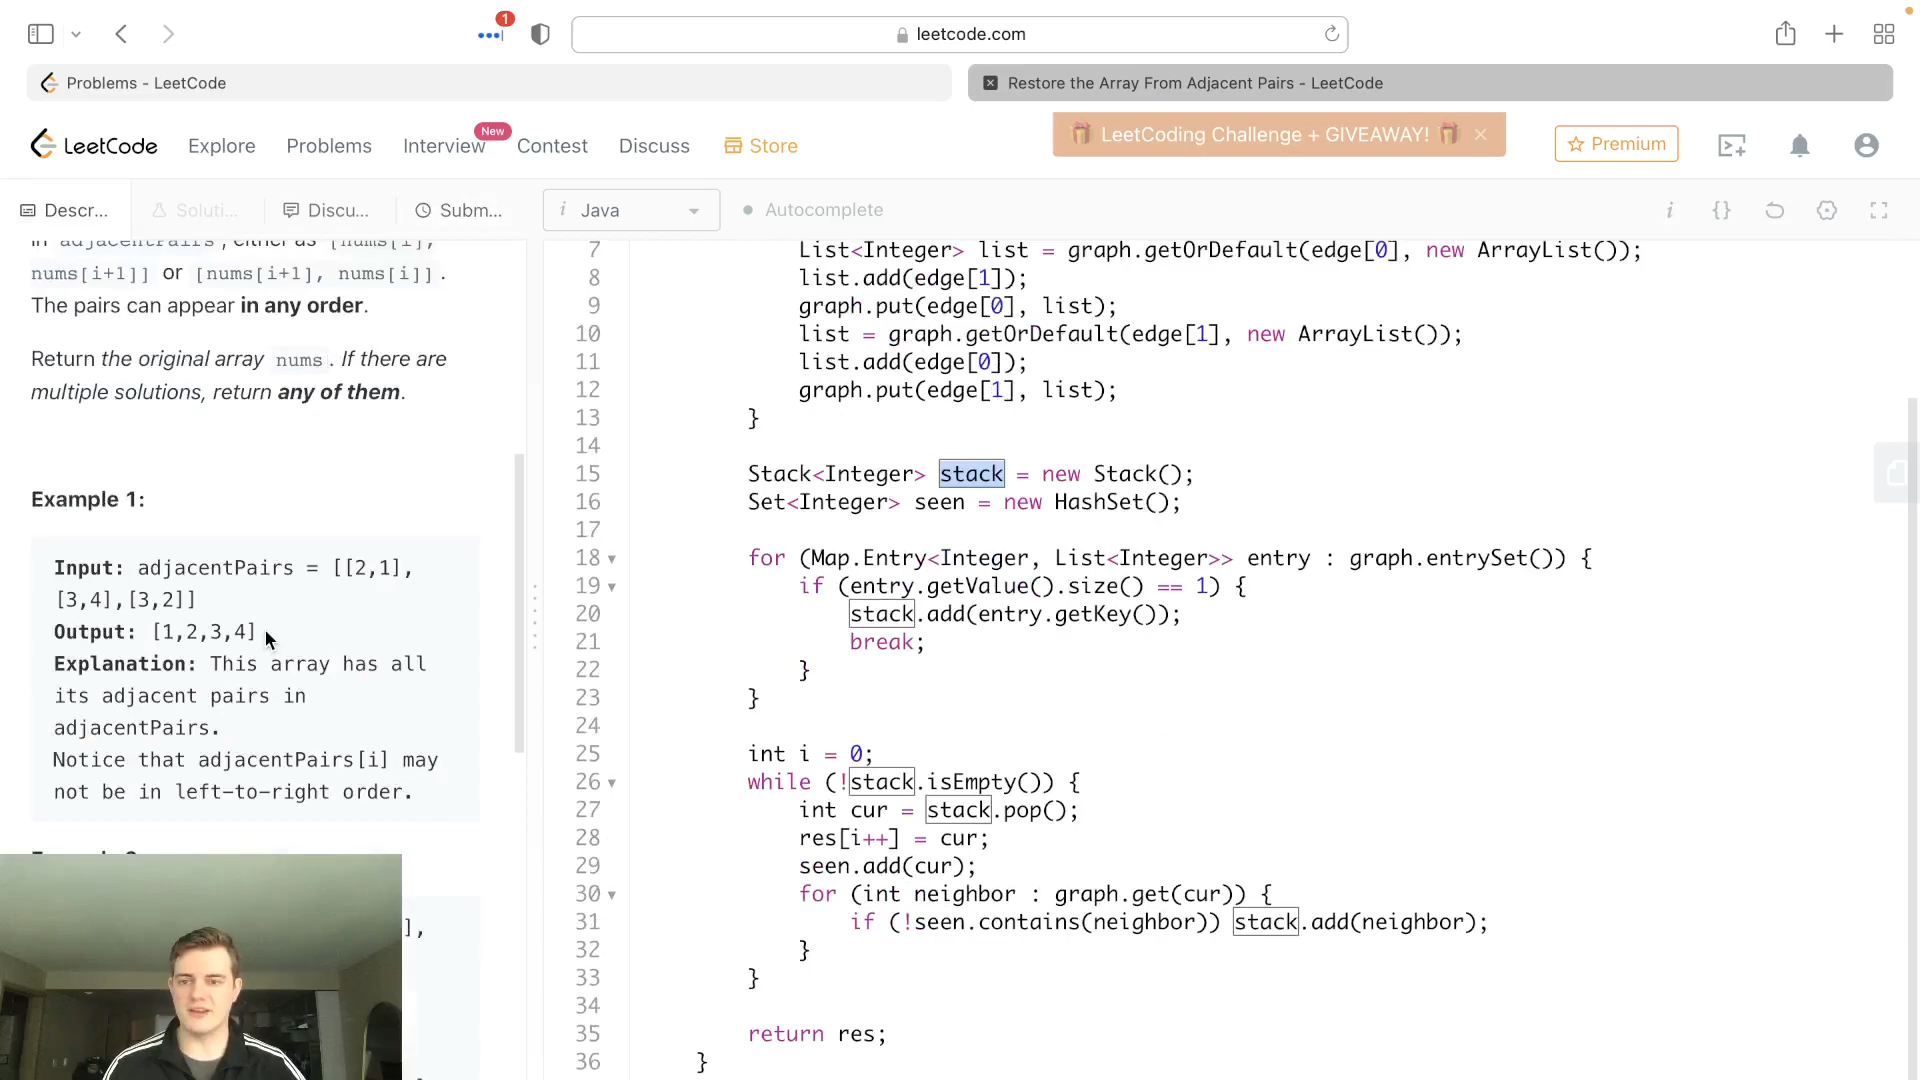 1
leetcode.com
Problems - LeetCode
Restore the Array From Adjacent Pairs - LeetCode
LeetCode
Explore
Problems
Interview
New
Contest
Discuss
Store
LeetCoding Challenge + GIVEAWAY!
Premium
Descr...
Soluti...
Discu...
Subm...
i Java
Autocomplete
in adjacentPairs, either as [nums[i],
nums[i+1]] or [nums[i+1], nums[i]].
The pairs can appear in any order.
Return the original array nums. If there are
multiple solutions, return any of them.
Example 1:
Input: adjacentPairs = [[2,1],
[3,4],[3,2]]
Output: [1,2,3,4]
Explanation: This array has all
its adjacent pairs in
adjacentPairs.
Notice that adjacentPairs[i] may
not be in left-to-right order.
],
7 List<Integer> list = graph.getOrDefault(edge[0], new ArrayList());
8 list.add(edge[1]);
9 graph.put(edge[0], list);
10 list = graph.getOrDefault(edge[1], new ArrayList());
11 list.add(edge[0]);
12 graph.put(edge[1], list);
13 }
14
15 Stack<Integer> stack = new Stack();
16 Set<Integer> seen = new HashSet();
17
18 for (Map.Entry<Integer, List<Integer>> entry : graph.entrySet()) {
19 if (entry.getValue().size() == 1) {
20 stack.add(entry.getKey());
21 break;
22 }
23 }
24
25 int i = 0;
26 while (!stack.isEmpty()) {
27 int cur = stack.pop();
28 res[i++] = cur;
29 seen.add(cur);
30 for (int neighbor : graph.get(cur)) {
31 if (!seen.contains(neighbor)) stack.add(neighbor);
32 }
33 }
34
35 return res;
36 }